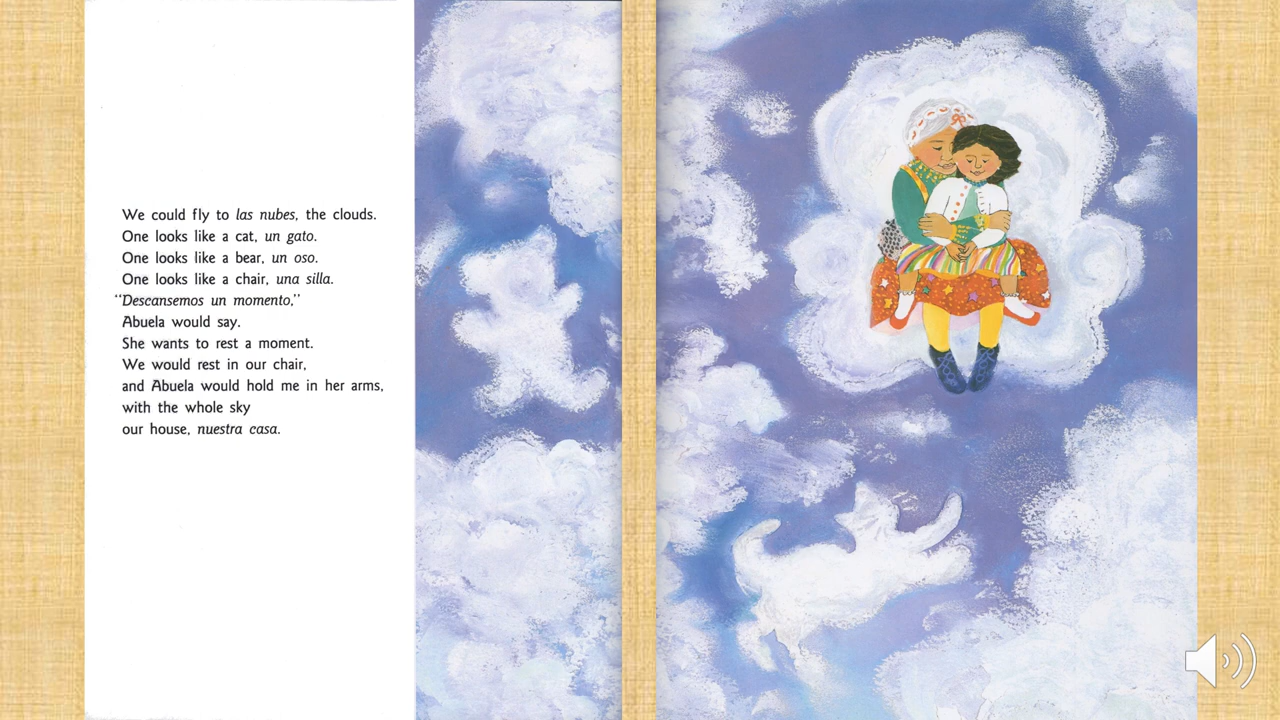 We could fly to las nubes, the clouds.
One looks like a cat, un gato.
One looks like a bear, un oso.
One looks like a chair, una silla.
“Descansemos un momento,”
Abuela would say.
She wants to rest a moment.
We would rest in our chair,
and Abuela would hold me in her arms,
with the whole sky
our house, nuestra casa.